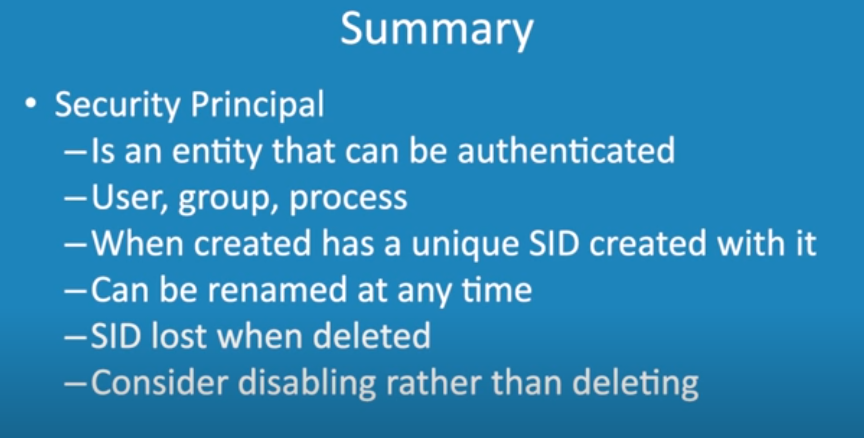 Summary
• Security Principal
–Is an entity that can be authenticated
–User, group, process
–When created has a unique SID created with it
–Can be renamed at any time
–SID lost when deleted
–Consider disabling rather than deleting